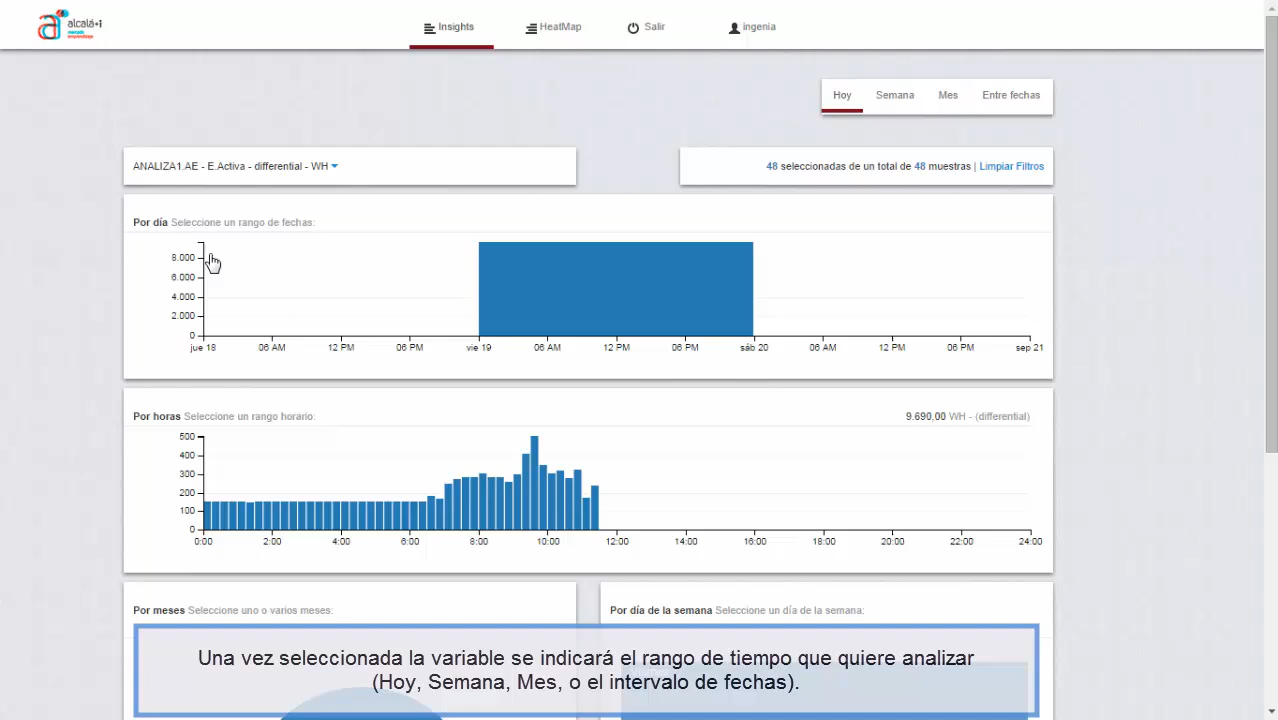 alcalá+i
Insights
HeatMap
Salir
ingenia
Hoy
Semana
Mes
Entre fechas
ANALIZA1.AE - E.Activa - differential - WH
48 seleccionadas de un total de 48 muestras | Limpiar Filtros
Por día Seleccione un rango de fechas:
8.000
6.000
4.000
2.000
0
jue 18 06 AM 12 PM 06 PM vie 19 06 AM 12 PM 06 PM sáb 20 06 AM 12 PM 06 PM sep 21
Por horas Seleccione un rango horario:
9.690,00 WH - (differential)
500
400
300
200
100
0
0:00 2:00 4:00 6:00 8:00 10:00 12:00 14:00 16:00 18:00 20:00 22:00 24:00
Por meses Seleccione uno o varios meses:
Por día de la semana Seleccione un día de la semana:
Una vez seleccionada la variable se indicará el rango de tiempo que quiere analizar
(Hoy, Semana, Mes, o el intervalo de fechas).